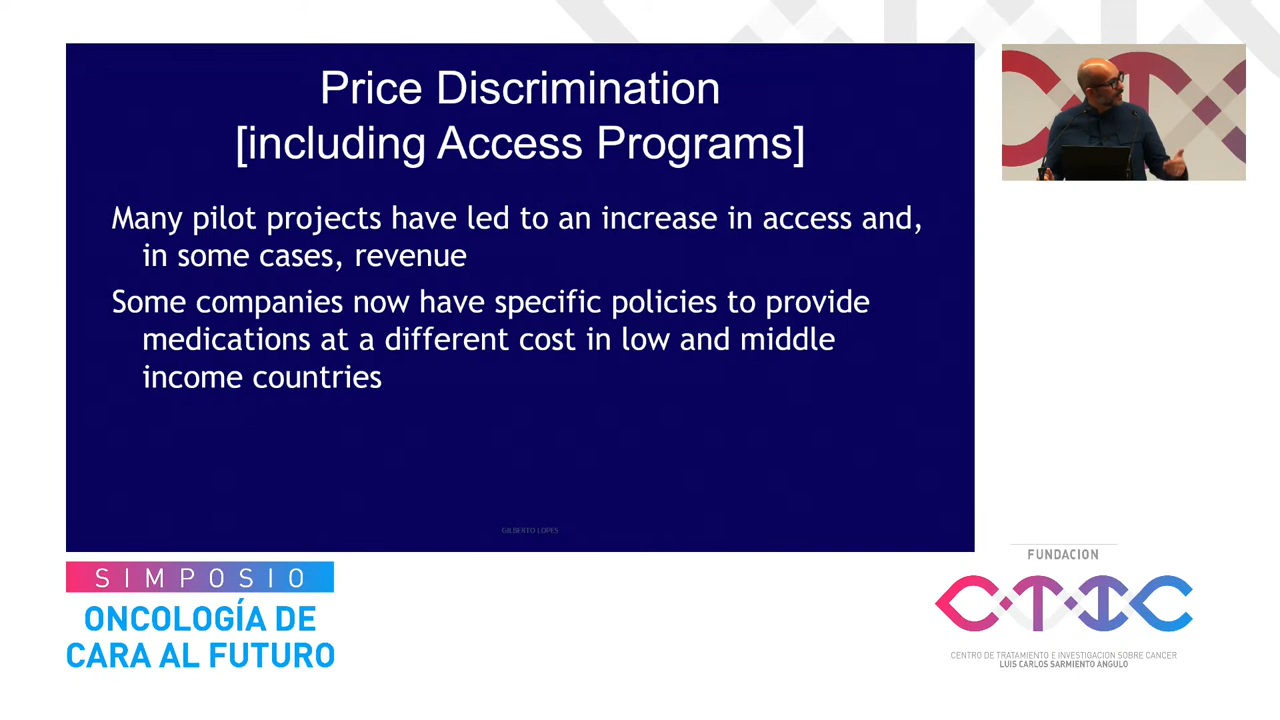 Price Discrimination
[including Access Programs]
Many pilot projects have led to an increase in access and,
in some cases, revenue
Some companies now have specific policies to provide
medications at a different cost in low and middle
income countries
GILBERTO LOPES
SIMPOSIO
ONCOLOGÍA DE
CARA AL FUTURO
FUNDACION
CTIC
CENTRO DE TRATAMIENTO E INVESTIGACION SOBRE CANCER
LUIS CARLOS SARMIENTO ANGULO